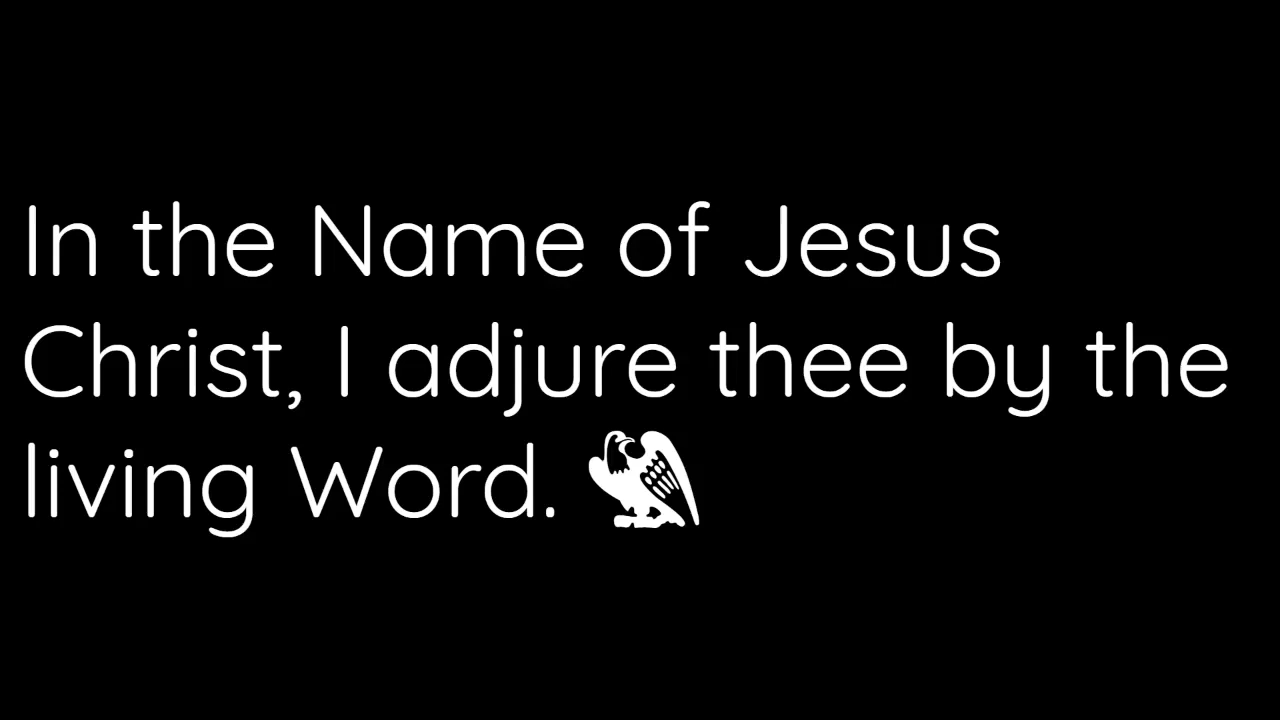 In the Name of Jesus
Christ, I adjure thee by the
living Word.